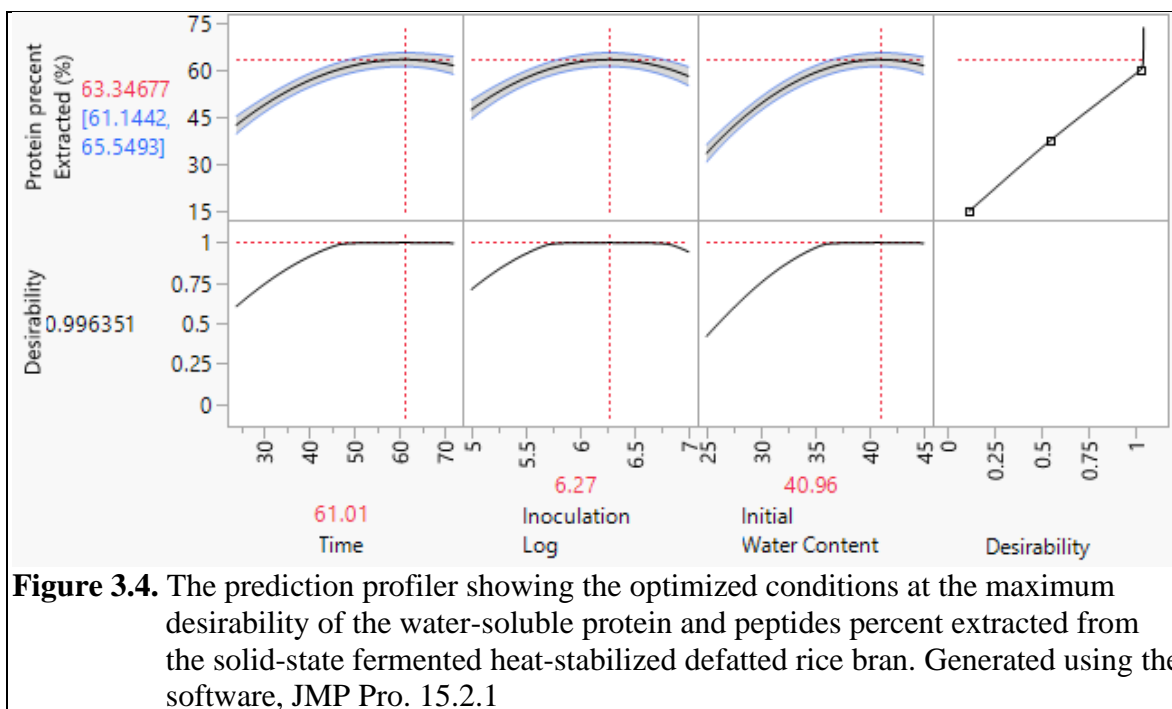 Protein precent
Extracted (%)
63.34677
[61.1442,
65.5493]
75
60
45
30
15
Desirability
0.996351
1
0.75
0.5
0.25
0
30 40 50 60 70
5 5.5 6 6.5 7
25 30 35 40 45
0 0.25 0.5 0.75 1
61.01
Time
6.27
Inoculation
Log
40.96
Initial
Water Content
Desirability
Figure 3.4. The prediction profiler showing the optimized conditions at the maximum
desirability of the water-soluble protein and peptides percent extracted from
the solid-state fermented heat-stabilized defatted rice bran. Generated using the
software, JMP Pro. 15.2.1